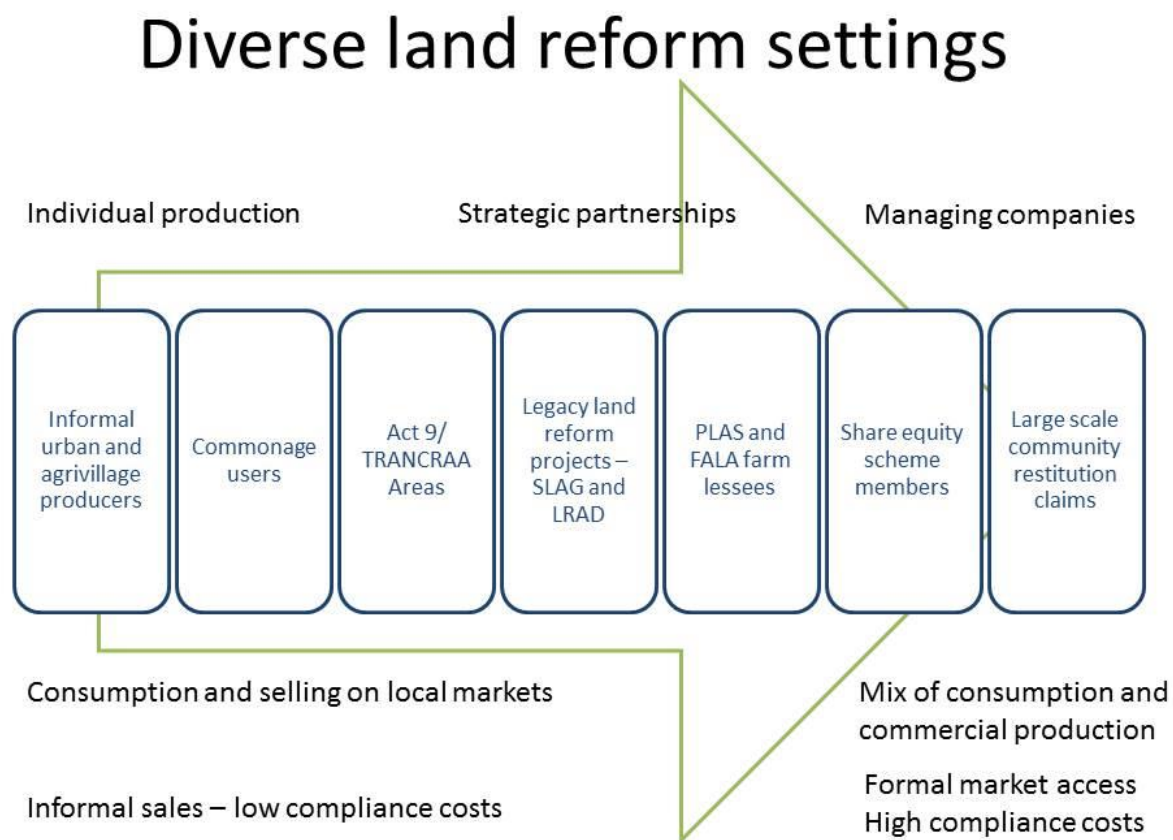 Diverse land reform settings
Individual production
Strategic partnerships
Managing companies
Informal
urban and
agrivillage
producers
Commonage
users
Act 9/
TRANCRAA
Areas
Legacy land
reform
projects –
SLAG and
LRAD
PLAS and
FALA farm
lessees
Share equity
scheme
members
Large scale
community
restitution
claims
Consumption and selling on local markets
Mix of consumption and
commercial production
Informal sales – low compliance costs
Formal market access
High compliance costs